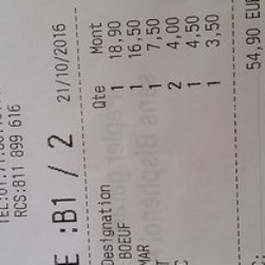 RCS:811 899 616
E :B1 / 2 21/10/2016
Designation Qte Mont
BOEUF 1 18,90
MAR 1 16,50
T 1 7,50
2 4,00
C 1 4,50
1 3,50
54,90 EU